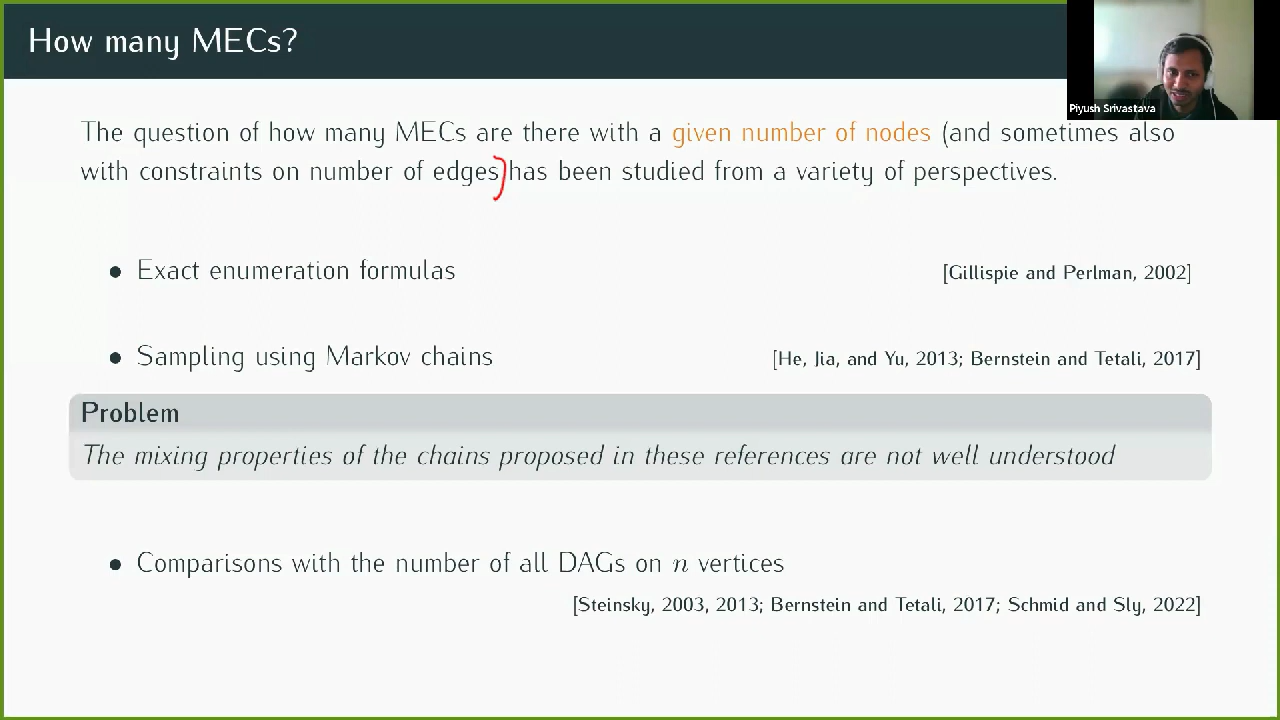 How many MECs?
Piyush Srivastava
The question of how many MECs are there with a given number of nodes (and sometimes also
with constraints on number of edges) has been studied from a variety of perspectives.
• Exact enumeration formulas [Gillispie and Perlman, 2002]
• Sampling using Markov chains [He, Jia, and Yu, 2013; Bernstein and Tetali, 2017]
Problem
The mixing properties of the chains proposed in these references are not well understood
• Comparisons with the number of all DAGs on n vertices
[Steinsky, 2003, 2013; Bernstein and Tetali, 2017; Schmid and Sly, 2022]